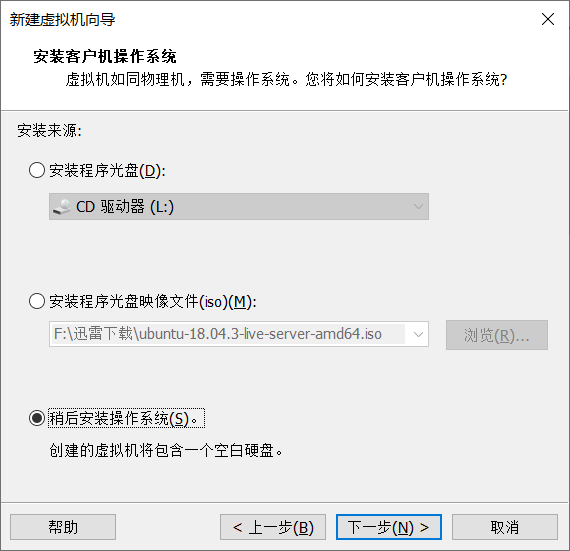 新建虚拟机向导
安装客户机操作系统
虚拟机如同物理机，需要操作系统。您将如何安装客户机操作系统?
安装来源:
安装程序光盘(D):
CD 驱动器 (L:)
安装程序光盘映像文件(iso)(M):
F:\迅雷下载\ubuntu-18.04.3-live-server-amd64.iso
浏览(R)...
稍后安装操作系统(S)。
创建的虚拟机将包含一个空白硬盘。
帮助
< 上一步(B)
下一步(N) >
取消